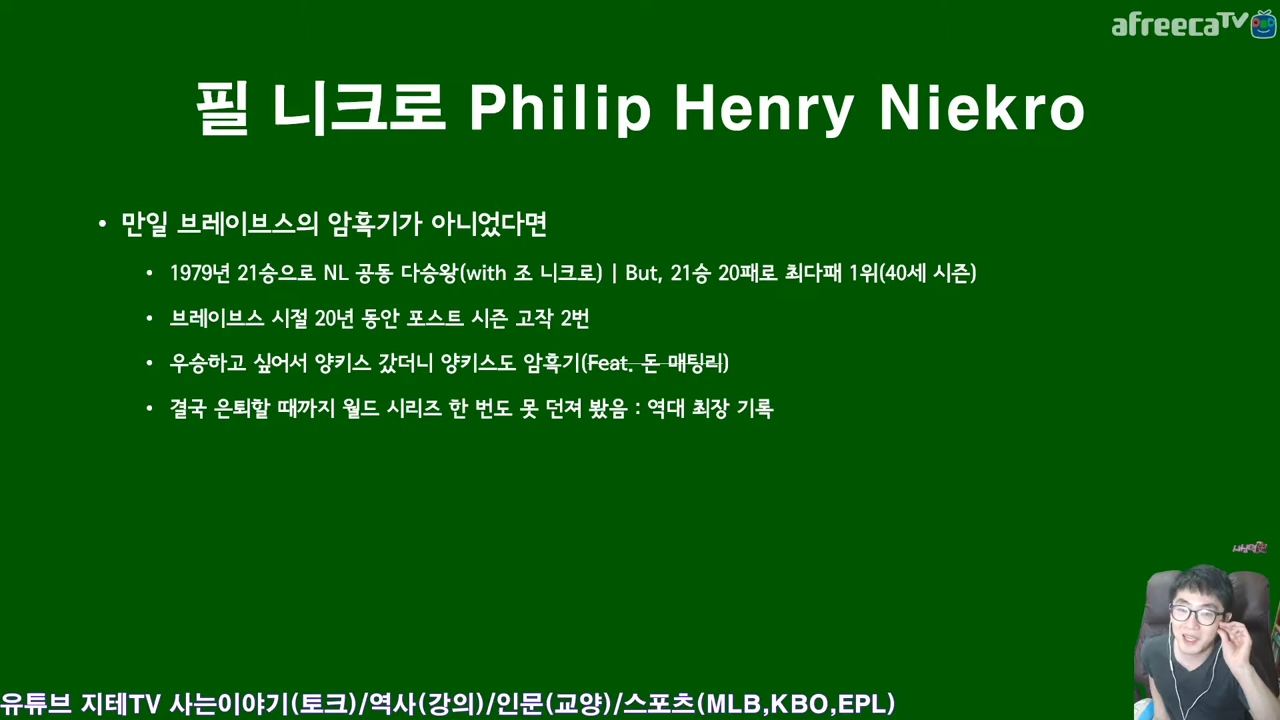 afreecaTV
필 니크로 Philip Henry Niekro
• 만일 브레이브스의 암흑기가 아니었다면
• 1979년 21승으로 NL 공동 다승왕(with 조 니크로) | But, 21승 20패로 최다패 1위(40세 시즌)
• 브레이브스 시절 20년 동안 포스트 시즌 고작 2번
• 우승하고 싶어서 양키스 갔더니 양키스도 암흑기(Feat. 돈 매팅리)
• 결국 은퇴할 때까지 월드 시리즈 한 번도 못 던져 봤음 : 역대 최장 기록
유튜브 지테TV 사는이야기(토크)/역사(강의)/인문(교양)/스포츠(MLB,KBO,EPL)